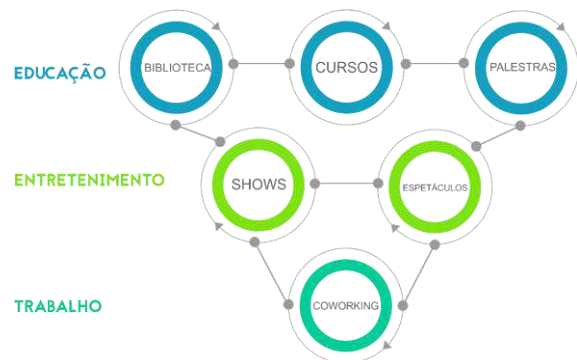 EDUCAÇÃO
BIBLIOTECA
CURSOS
PALESTRAS
ENTRETENIMENTO
SHOWS
ESPETÁCULOS
TRABALHO
COWORKING